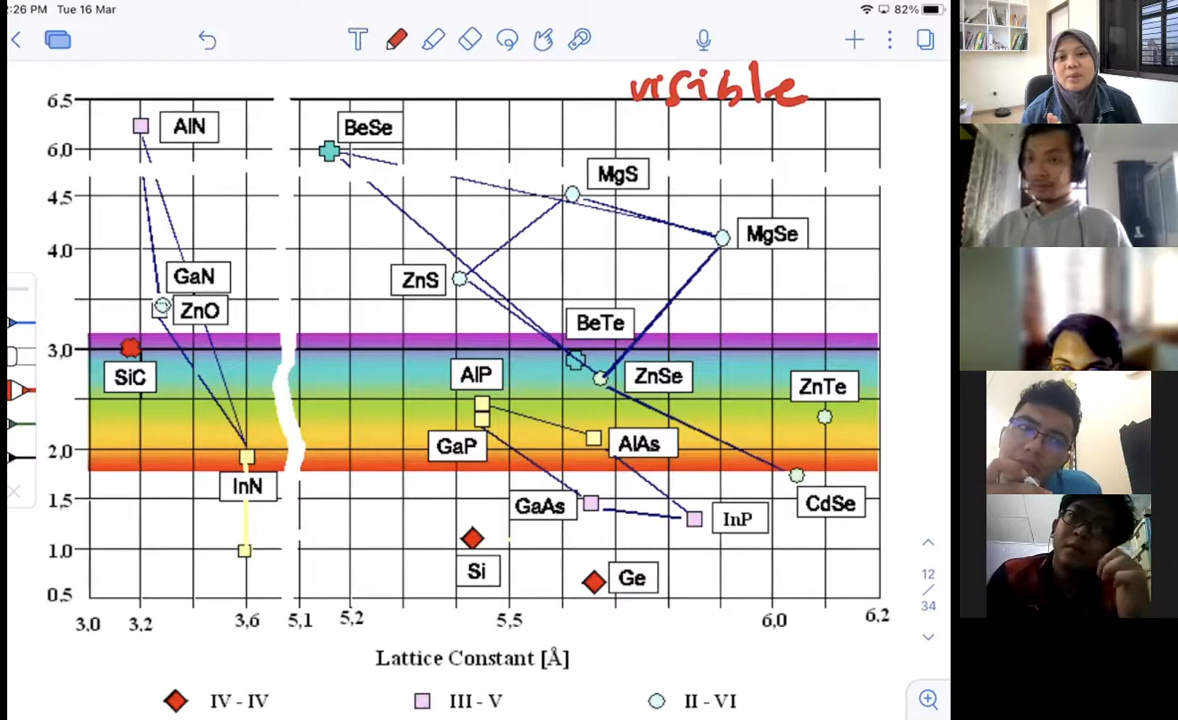 2:26 PM Tue 16 Mar
82%
T
visible
6.5
6.0
4.5
4.0
3.0
2.0
1,5
1.0
0.5
AlN
BeSe
MgS
MgSe
GaN
ZnO
ZnS
BeTe
SiC
AlP
ZnSe
ZnTe
GaP
AlAs
InN
GaAs
InP
CdSe
Si
Ge
3,0
3,2
3,6
5,1
5,2
5,5
6,0
6,2
Lattice Constant [Å]
IV - IV
III - V
II - VI
12
/
34